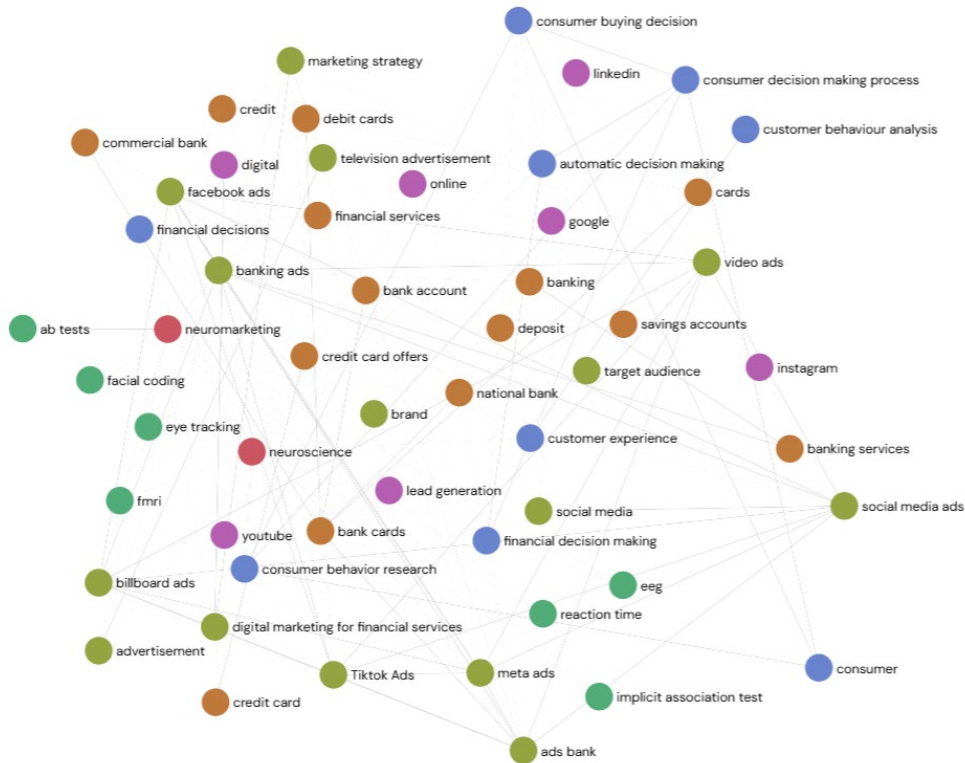 consumer buying decision
marketing strategy
linkedin
consumer decision making process
credit
debit cards
customer behaviour analysis
commercial bank
digital
television advertisement
automatic decision making
online
facebook ads
cards
financial services
google
financial decisions
video ads
banking ads
banking
bank account
savings accounts
deposit
ab tests
neuromarketing
credit card offers
instagram
target audience
facial coding
national bank
brand
eye tracking
customer experience
banking services
neuroscience
lead generation
fmri
social media ads
social media
bank cards
youtube
financial decision making
consumer behavior research
billboard ads
eeg
reaction time
digital marketing for financial services
advertisement
consumer
Tiktok Ads
meta ads
implicit association test
credit card
ads bank